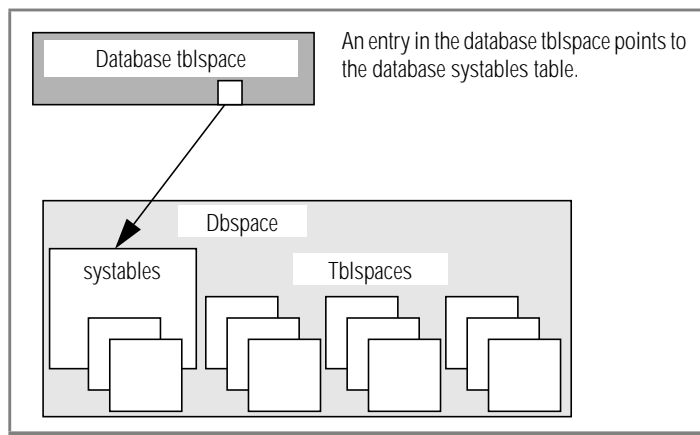 Database tblspace
An entry in the database tblspace points to
the database systables table.
Dbspace
systables
Tblspaces